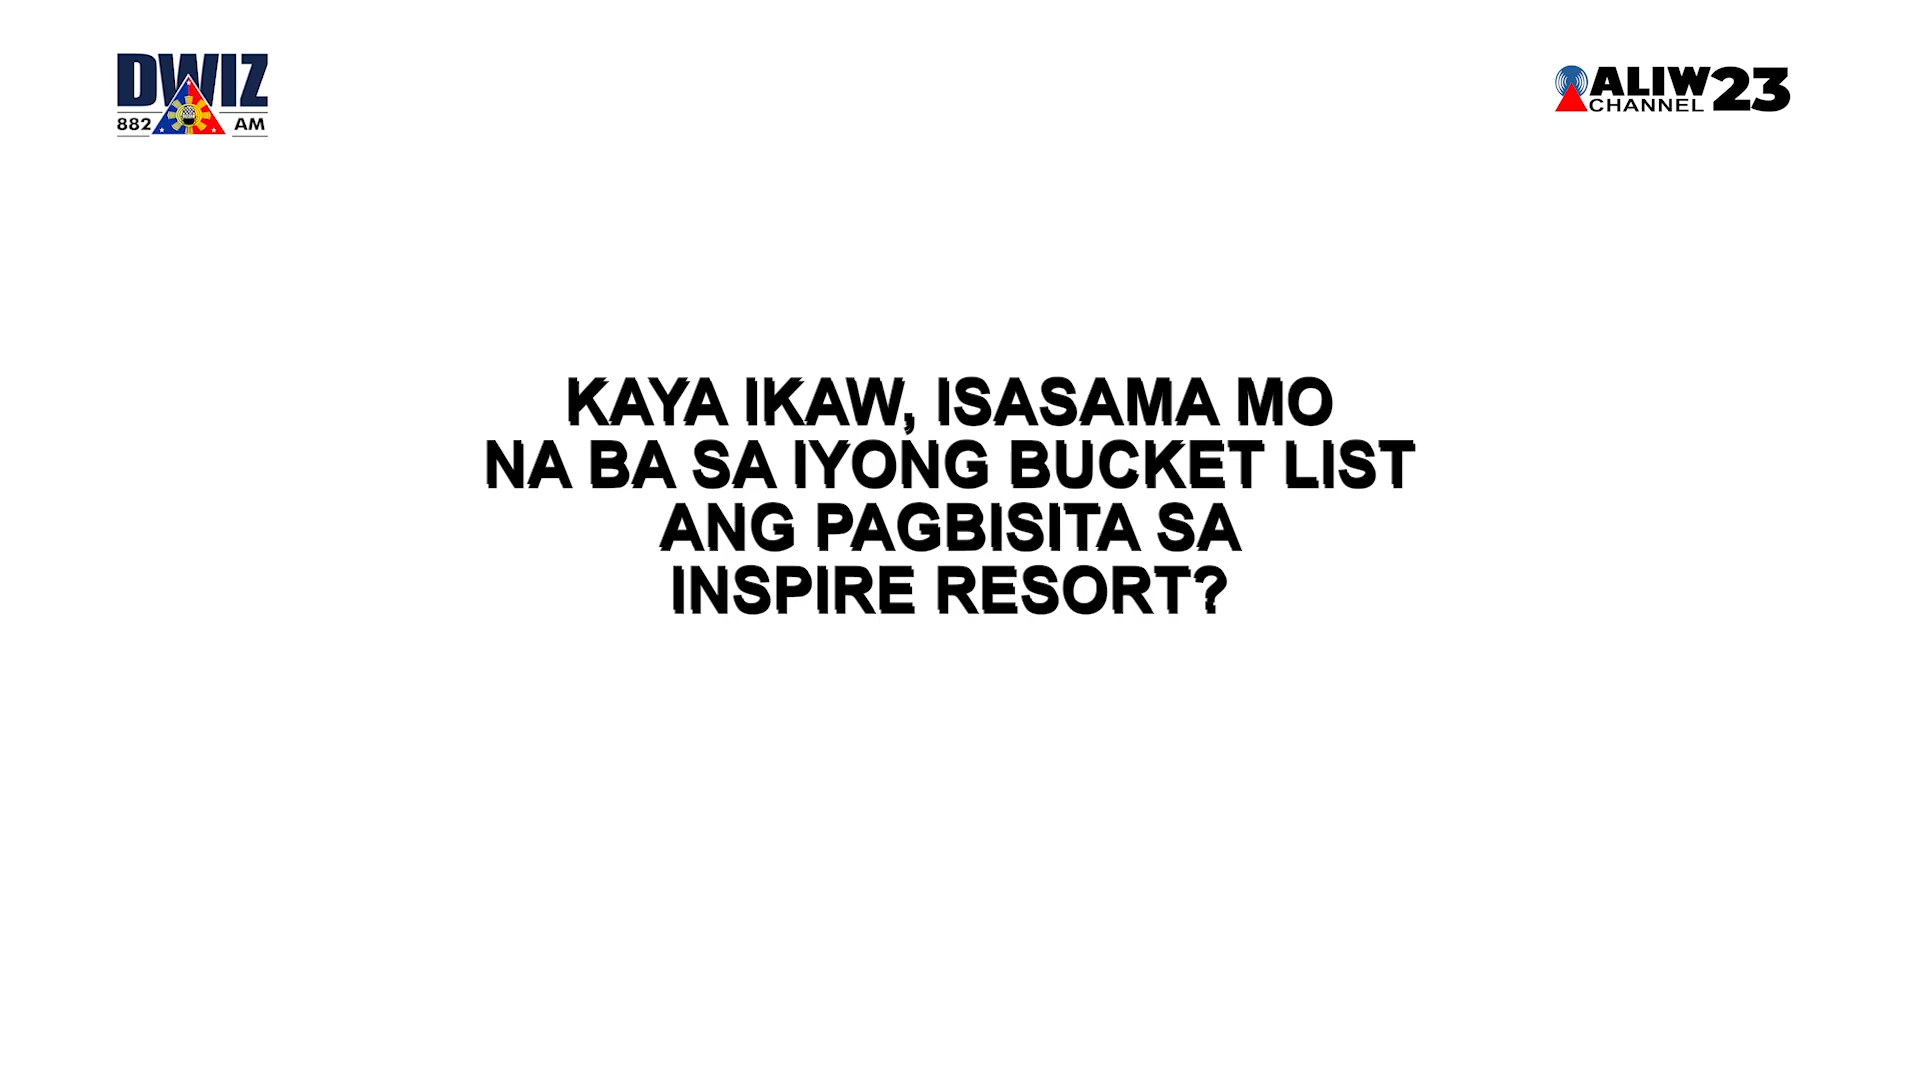 DWIZ
882 AM
ALIW 23
CHANNEL
KAYA IKAW, ISASAMA MO
NA BA SA IYONG BUCKET LIST
ANG PAGBISITA SA
INSPIRE RESORT?